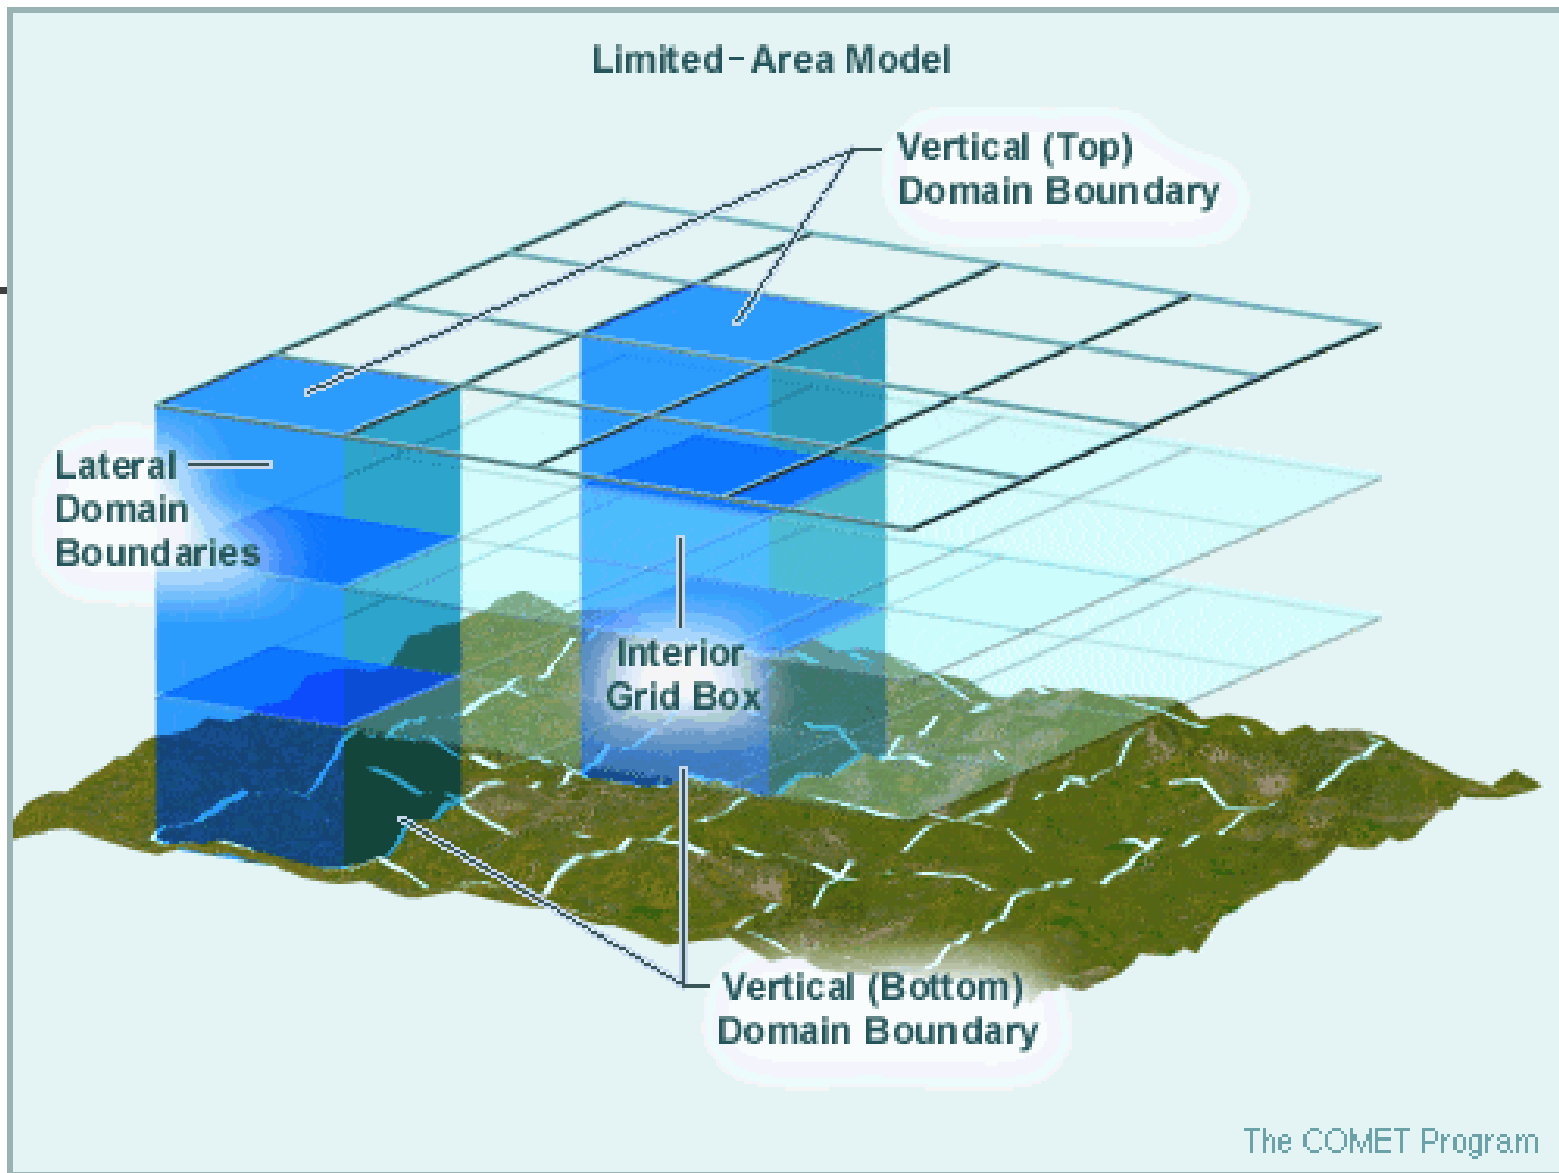 Limited-Area Model
Vertical (Top)
Domain Boundary
Lateral
Domain
Boundaries
Interior
Grid Box
Vertical (Bottom)
Domain Boundary
The COMET Program